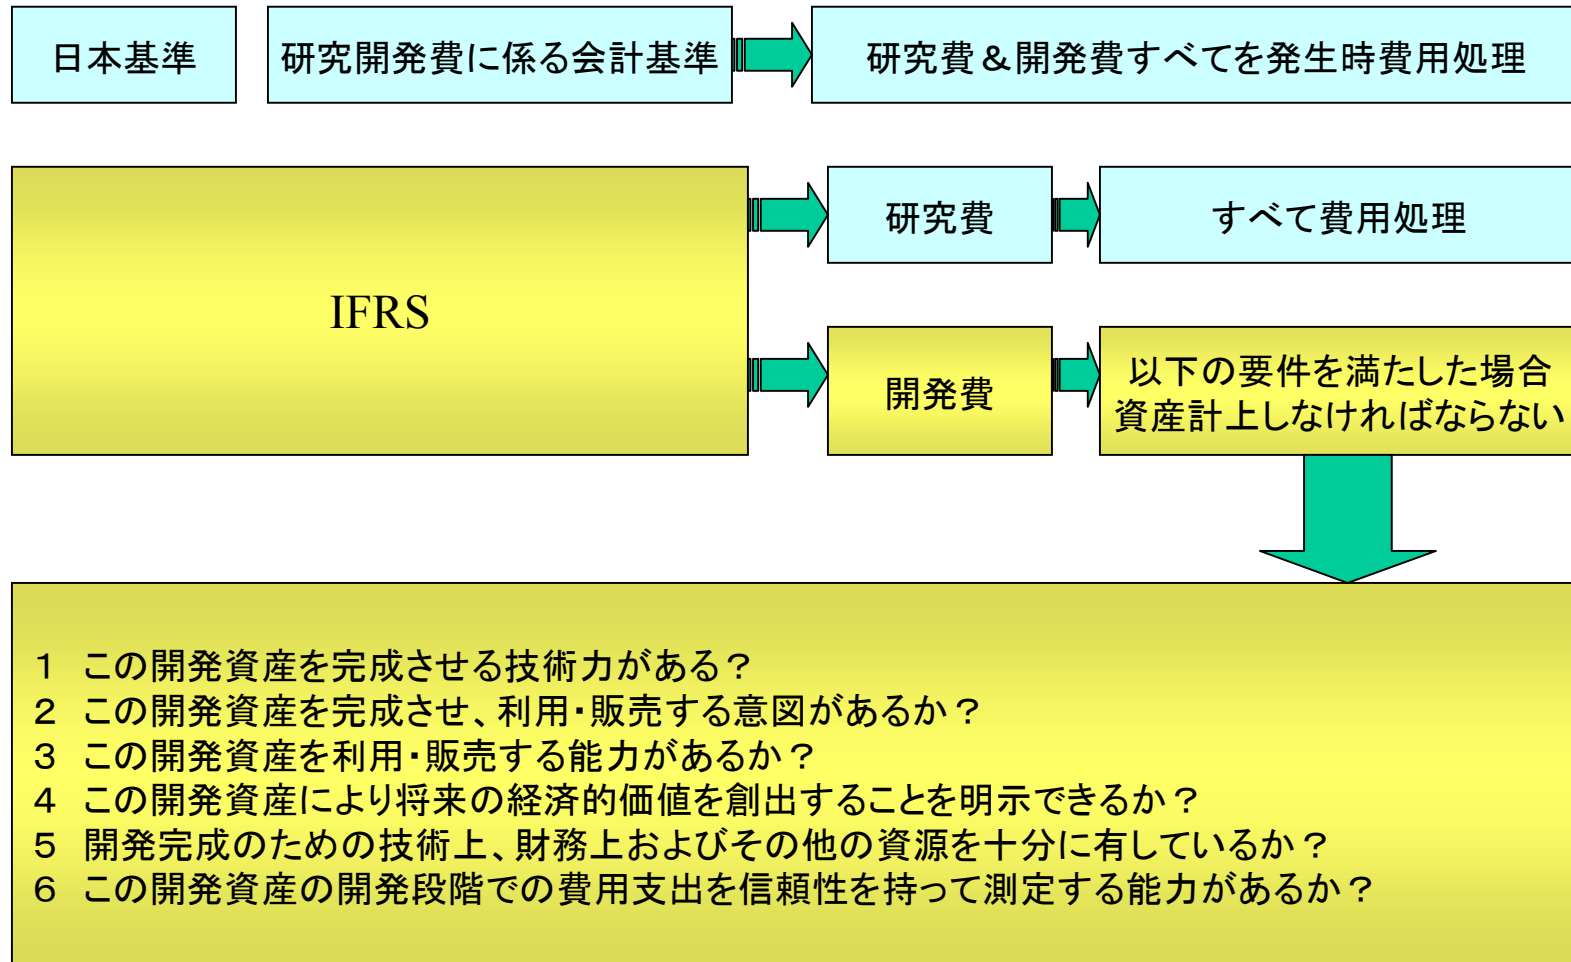 日本基準
研究開発費に係る会計基準
研究費＆開発費すべてを発生時費用処理
IFRS
研究費
すべて費用処理
開発費
以下の要件を満たした場合
資産計上しなければならない
１ この開発資産を完成させる技術力がある？
２ この開発資産を完成させ、利用・販売する意図があるか？
３ この開発資産を利用・販売する能力があるか？
４ この開発資産により将来の経済的価値を創出することを明示できるか？
５ 開発完成のための技術上、財務上およびその他の資源を十分に有しているか？
６ この開発資産の開発段階での費用支出を信頼性を持って測定する能力があるか？